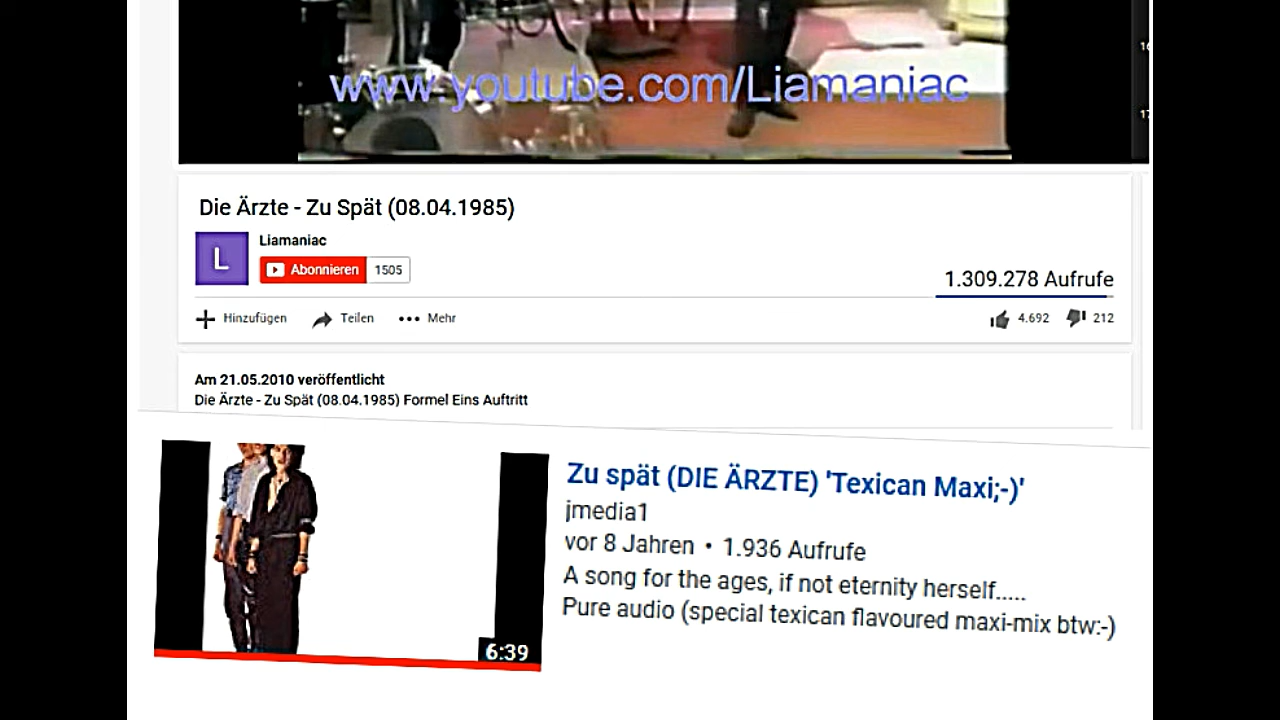 www.youtube.com/Liamaniac
Die Ärzte - Zu Spät (08.04.1985)
L
Liamaniac
Abonnieren 1505
1.309.278 Aufrufe
Hinzufügen Teilen Mehr
4.692 212
Am 21.05.2010 veröffentlicht
Die Ärzte - Zu Spät (08.04.1985) Formel Eins Auftritt
Zu spät (DIE ÄRZTE) 'Texican Maxi;-)'
jmedia1
vor 8 Jahren • 1.936 Aufrufe
A song for the ages, if not eternity herself.....
Pure audio (special texican flavoured maxi-mix btw:-)
6:39